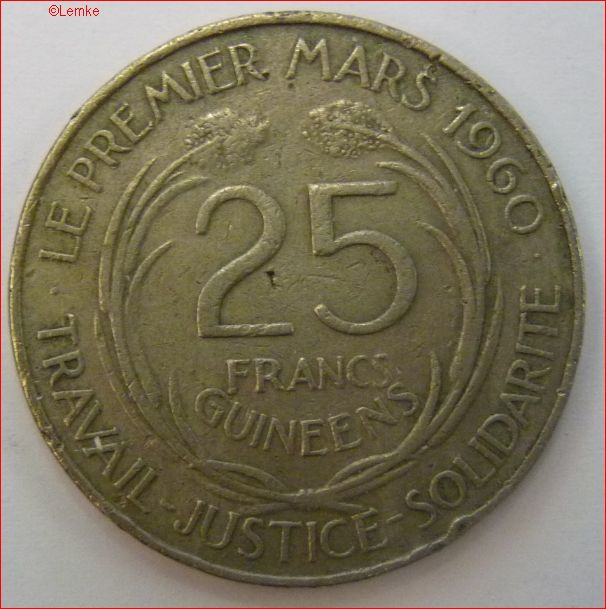 ©Lemke
· LE PREMIER MARS 1960 ·
25
FRANCS
GUINEENS
TRAVAIL-JUSTICE-SOLIDARITE